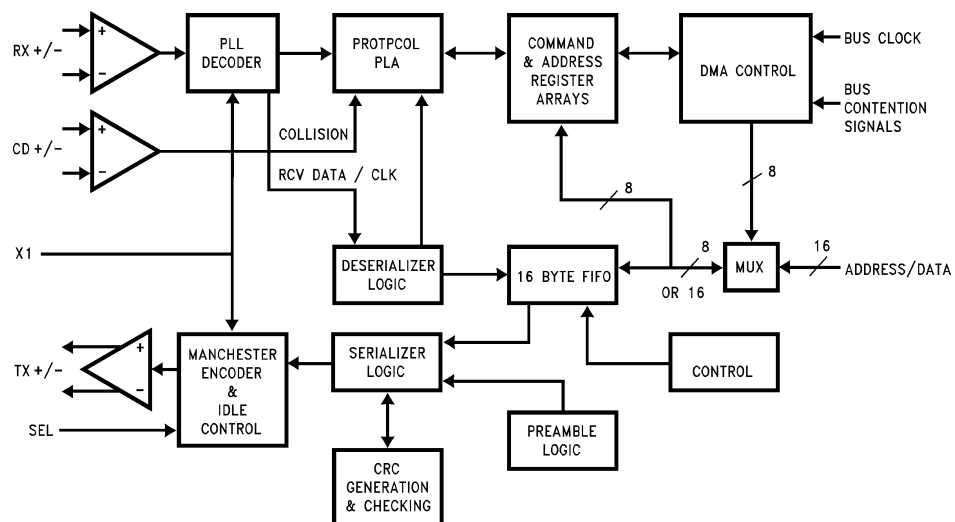 RX +/-
+
−
PLL
DECODER
PROTPCOL
PLA
COMMAND
& ADDRESS
REGISTER
ARRAYS
DMA CONTROL
BUS CLOCK
BUS
CONTENTION
SIGNALS
CD +/-
+
−
COLLISION
RCV DATA / CLK
8
8
X1
DESERIALIZER
LOGIC
16 BYTE FIFO
8
OR 16
MUX
16
ADDRESS/DATA
TX +/-
+
−
MANCHESTER
ENCODER
&
IDLE
CONTROL
SERIALIZER
LOGIC
CONTROL
SEL
PREAMBLE
LOGIC
CRC
GENERATION
& CHECKING